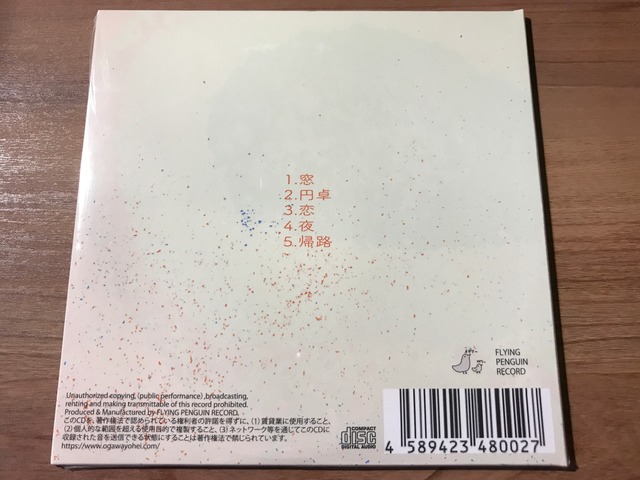 1.窓
2.円卓
3.恋
4.夜
5.帰路
FLYING
PENGUIN
RECORD
Unauthorized copying, (public performance), broadcasting,
renting and making transmittable of this record prohibited.
Produced & Manufactured by FLYING PENGUIN RECORD.
このCDを、著作権法で認められている権利者の許諾を得ずに、(1) 賃貸業に使用すること、
(2) 個人的な範囲を超える使用目的で複製すること、(3) ネットワーク等を通じてこのCDに
収録された音を送信できる状態にすることは著作権法で禁じられています。
https://www.ogawayohei.com/
COMPACT
disc
DIGITAL AUDIO
4 589423 480027